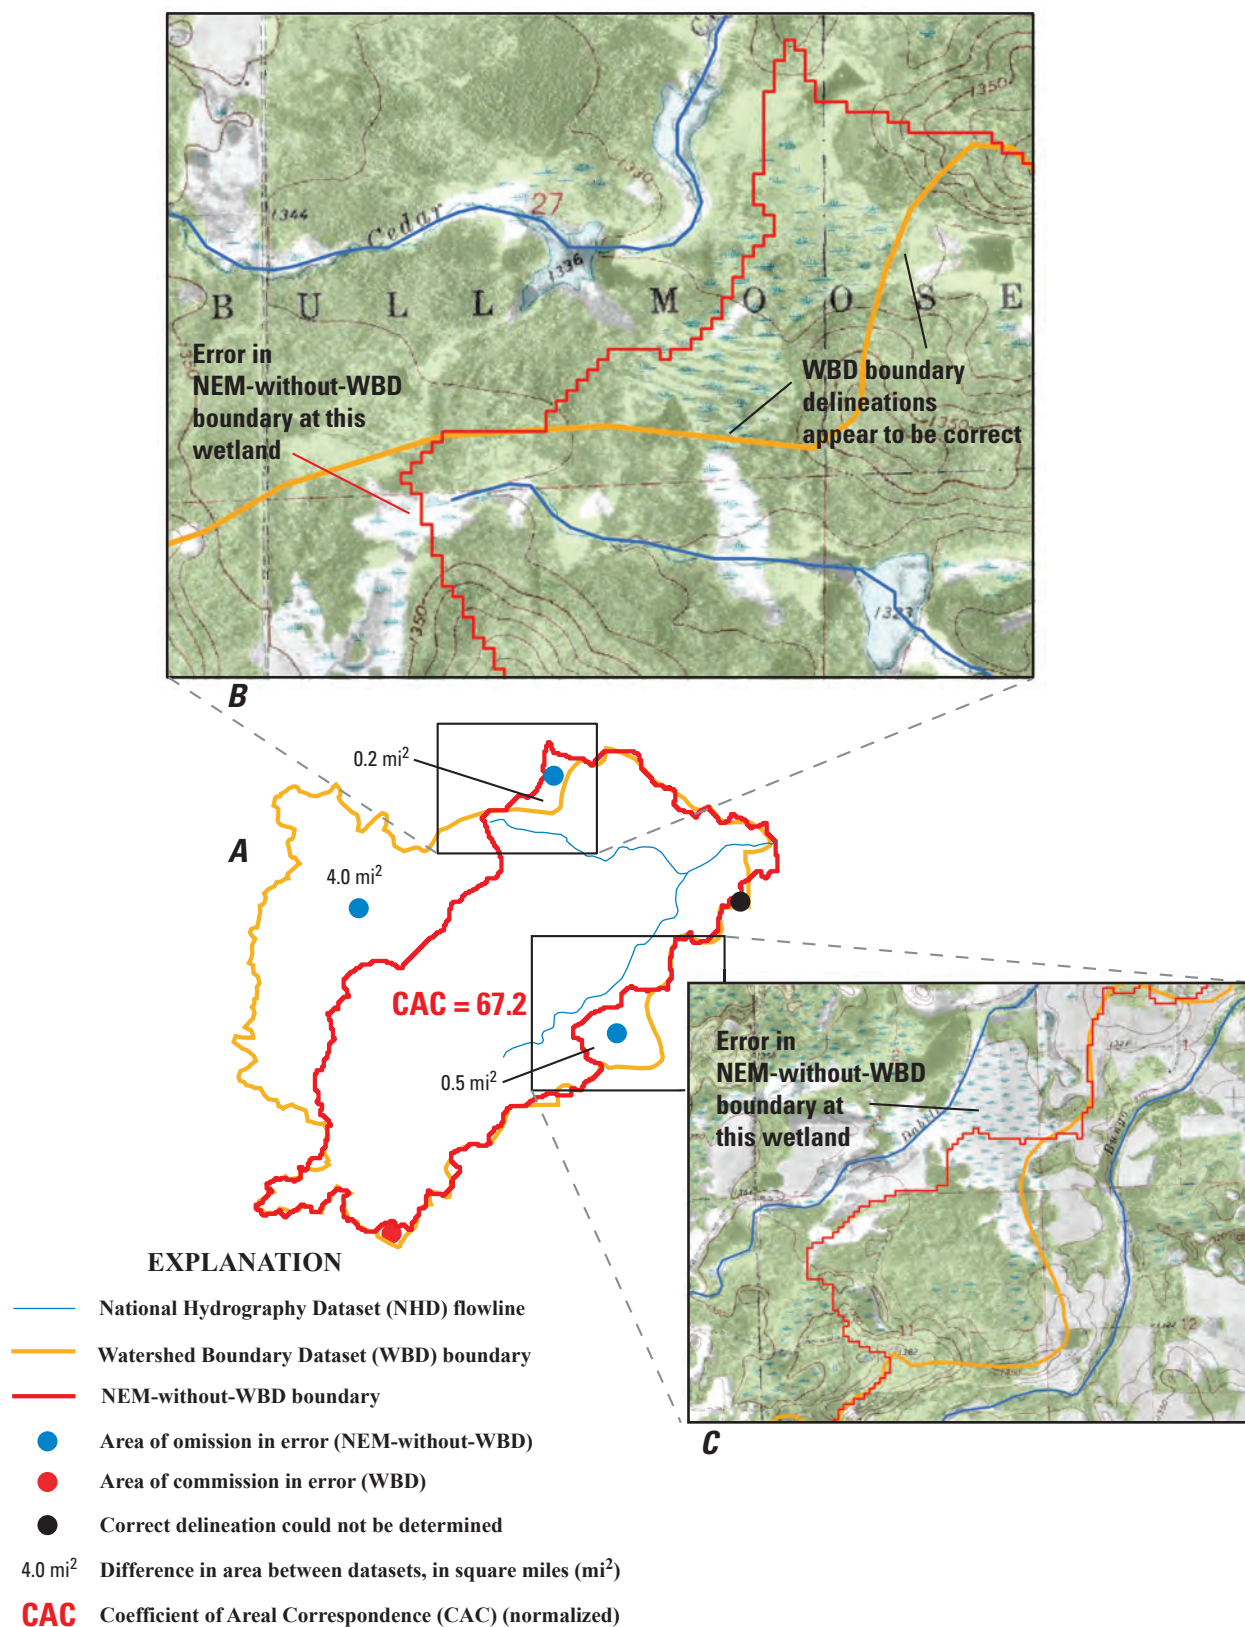 1350
1330
27
1344
Cedar
1336
B U L L M O O S E
Error in
NEM-without-WBD
boundary at this
wetland
WBD boundary
delineations
appear to be correct
1350
1323
1350
B
0.2 mi²
A
4.0 mi²
CAC = 67.2
0.5 mi²
Error in
NEM-without-WBD
boundary at
this wetland
Bungo
11
12
C
EXPLANATION
National Hydrography Dataset (NHD) flowline
Watershed Boundary Dataset (WBD) boundary
NEM-without-WBD boundary
Area of omission in error (NEM-without-WBD)
Area of commission in error (WBD)
Correct delineation could not be determined
4.0 mi² Difference in area between datasets, in square miles (mi²)
CAC Coefficient of Areal Correspondence (CAC) (normalized)